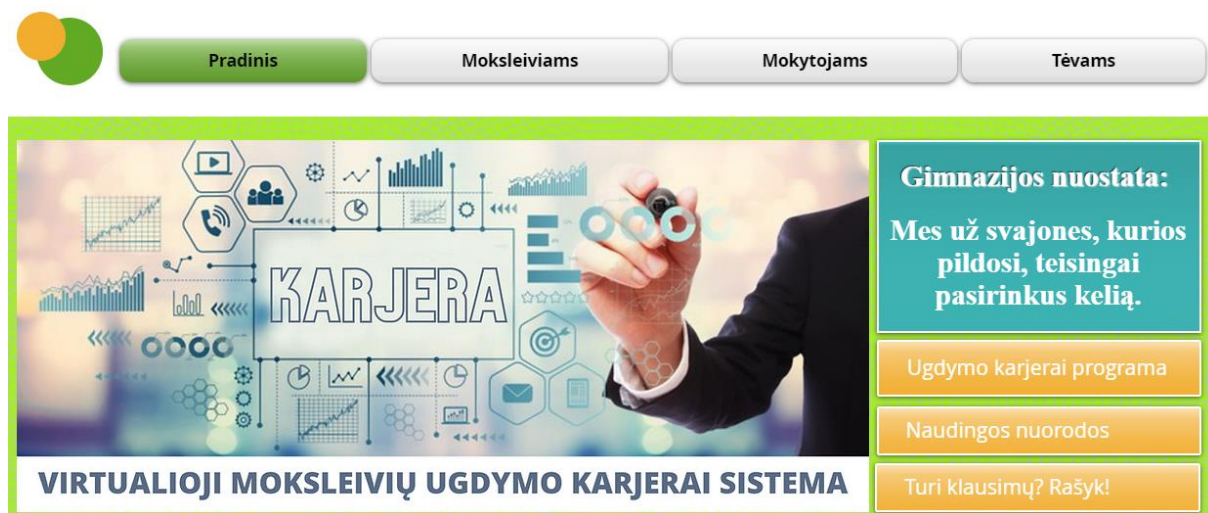 Pradinis
Moksleiviams
Mokytojams
Tėvams
KARJERA
VIRTUALIOJI MOKSLEIVIŲ UGDYMO KARJERAI SISTEMA
Gimnazijos nuostata:
Mes už svajones, kurios
pildosi, teisingai
pasirinkus kelią.
Ugdymo karjerai programa
Naudingos nuorodos
Turi klausimų? Rašyk!